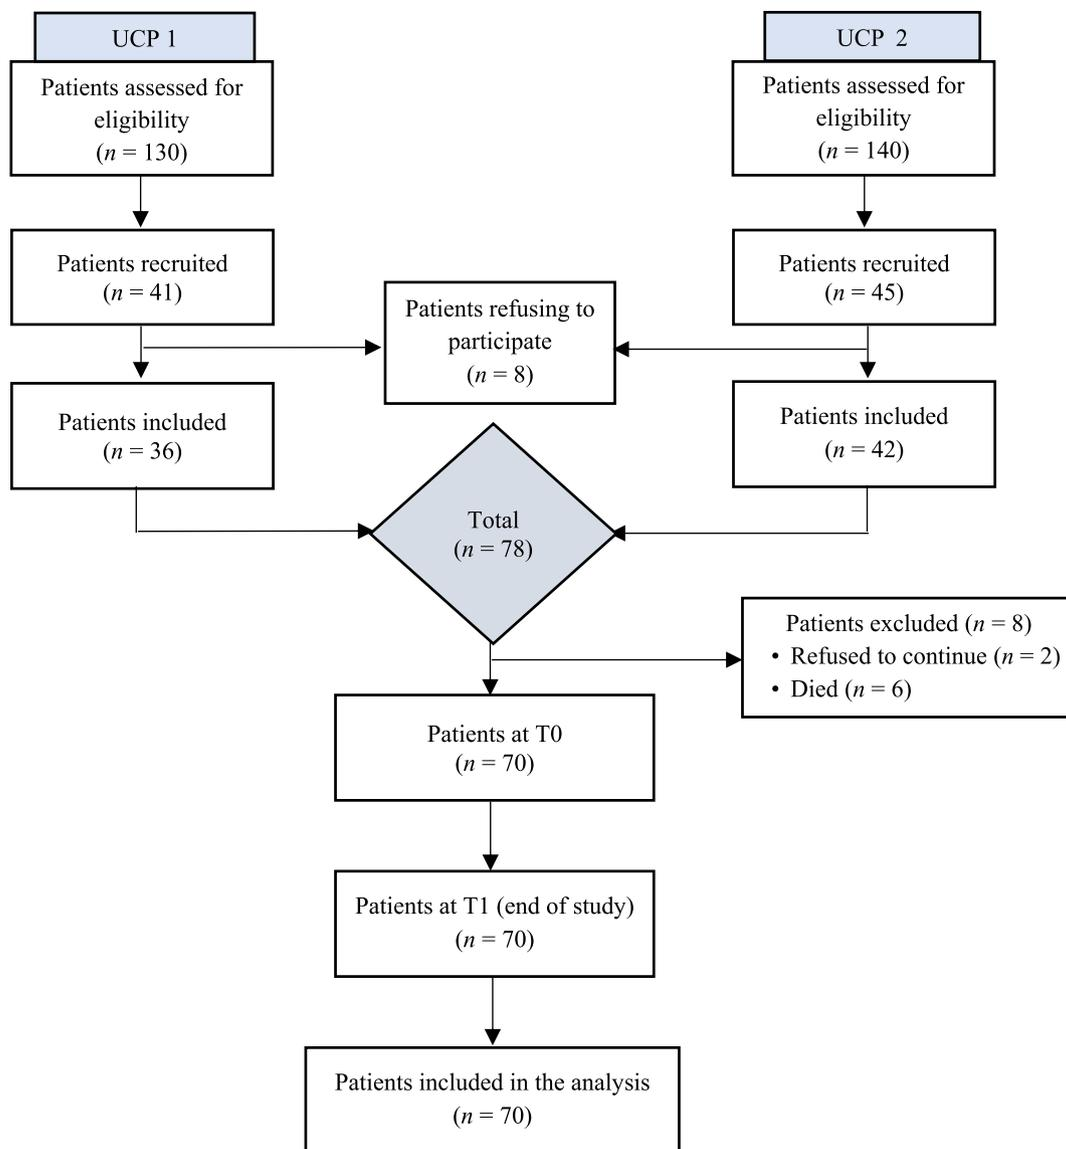 UCP 1
Patients assessed for
eligibility
(n = 130)
Patients recruited
(n = 41)
Patients included
(n = 36)
UCP 2
Patients assessed for
eligibility
(n = 140)
Patients recruited
(n = 45)
Patients included
(n = 42)
Patients refusing to
participate
(n = 8)
Total
(n = 78)
Patients excluded (n = 8)
• Refused to continue (n = 2)
• Died (n = 6)
Patients at T0
(n = 70)
Patients at T1 (end of study)
(n = 70)
Patients included in the analysis
(n = 70)